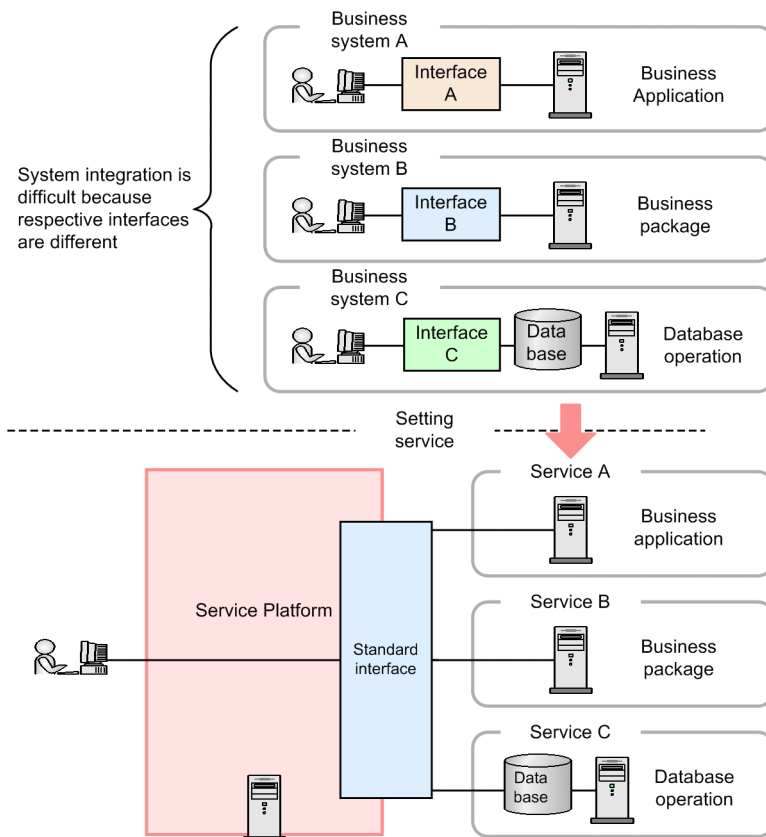 Business
system A
Interface
A
Business
Application
System integration is
difficult because
respective interfaces
are different
Business
system B
Interface
B
Business
package
Business
system C
Interface
C
Data
base
Database
operation
Setting
service
Service A
Business
application
Service Platform
Standard
interface
Service B
Business
package
Service C
Data
base
Database
operation